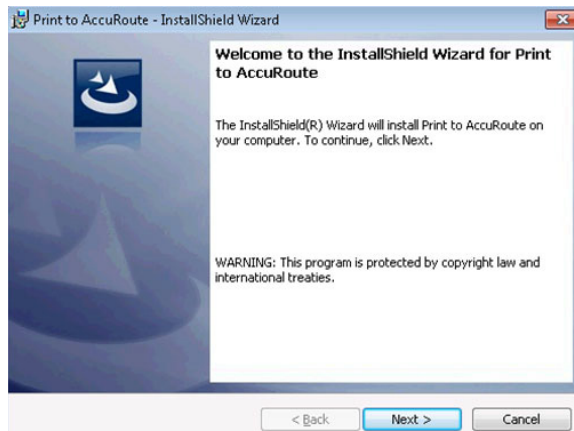 Print to AccuRoute - InstallShield Wizard
Welcome to the InstallShield Wizard for Print
to AccuRoute
The InstallShield(R) Wizard will install Print to AccuRoute on
your computer. To continue, click Next.
WARNING: This program is protected by copyright law and
international treaties.
< Back
Next >
Cancel